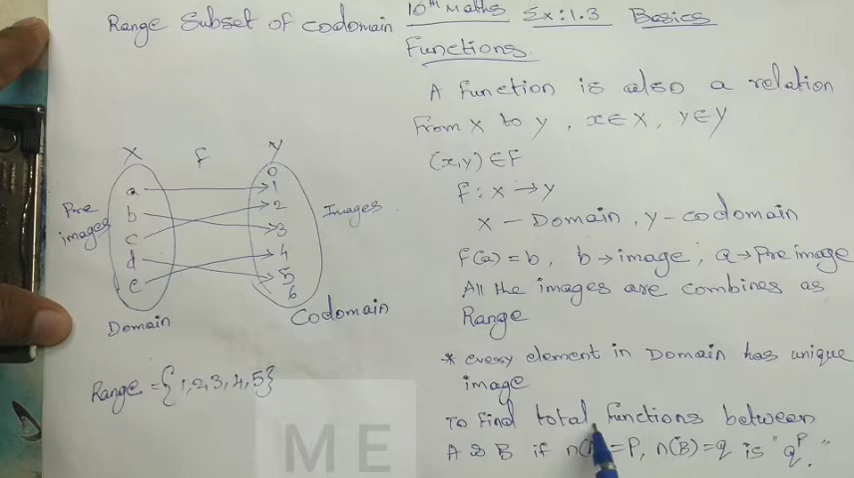 Range Subset of codomain
10th Maths Ex:1.3 Basics
Functions.
A function is also a relation
from X to Y, x∈X, y∈Y
(x,y)∈f
f:X→Y
X - Domain, Y-codomain
f(a)=b, b→image, a→Preimage
All the images are combines as
Range
* every element in Domain has unique
image
To find total functions between
A & B if n(A)=P, n(B)=q is "q^P."
X f Y
Pre
images
a
b
c
d
e
0
1
2
3
4
5
6
Images
Domain
Codomain
Range={1,2,3,4,5}
ME